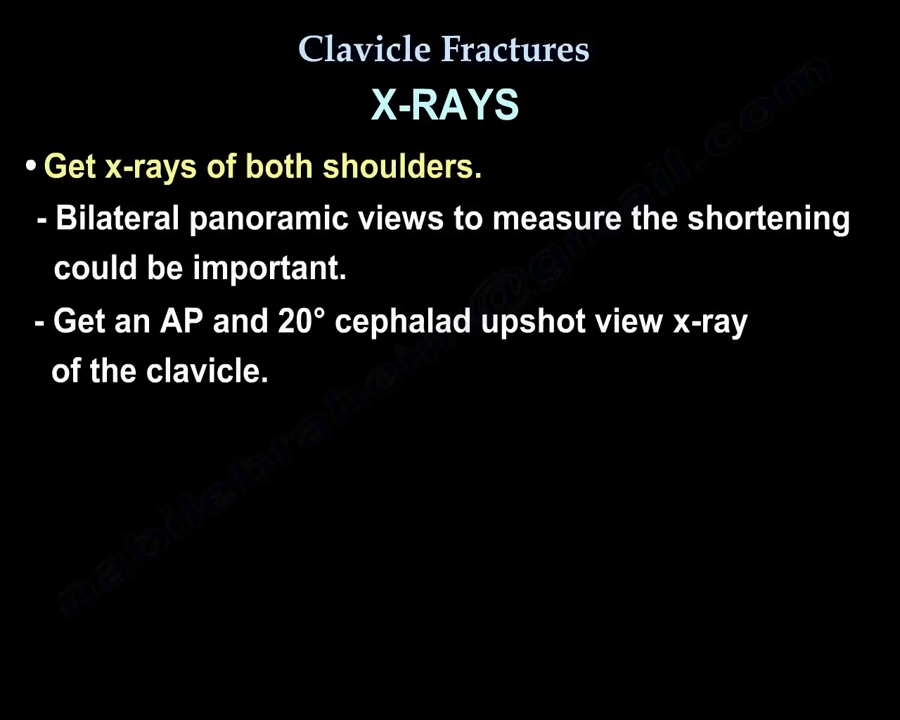 Clavicle Fractures
X-RAYS
• Get x-rays of both shoulders.
- Bilateral panoramic views to measure the shortening
could be important.
- Get an AP and 20° cephalad upshot view x-ray
of the clavicle.